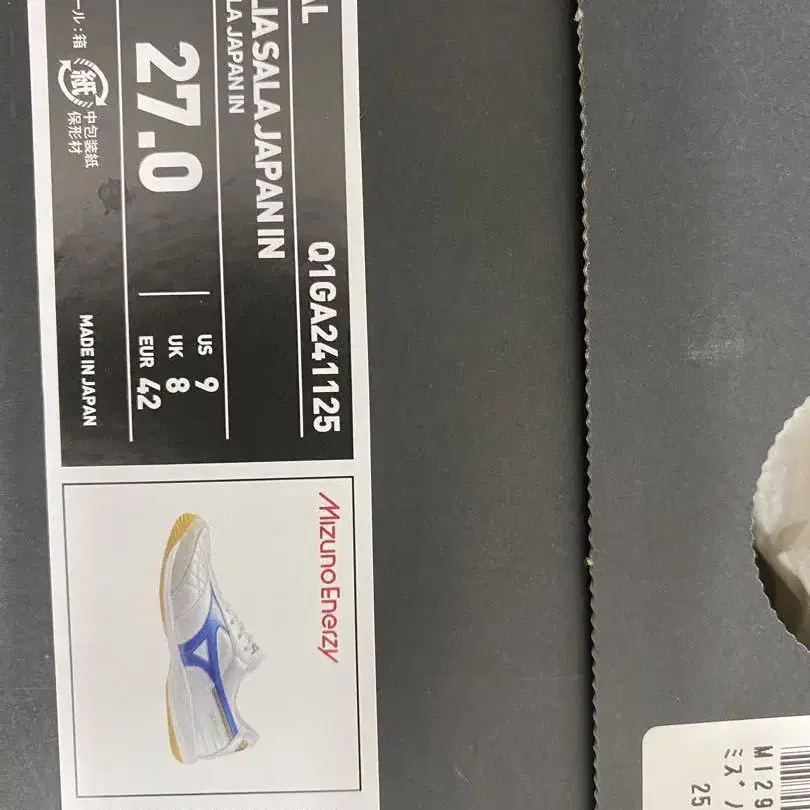 AL
LIA SALA JAPAN IN
LA JAPAN IN
Q1GA241125
27.0
US 9
UK 8
EUR 42
ール：箱
紙
中包装紙
保形材
MADE IN JAPAN
MizunoEnerzy
M129
ミズ
25